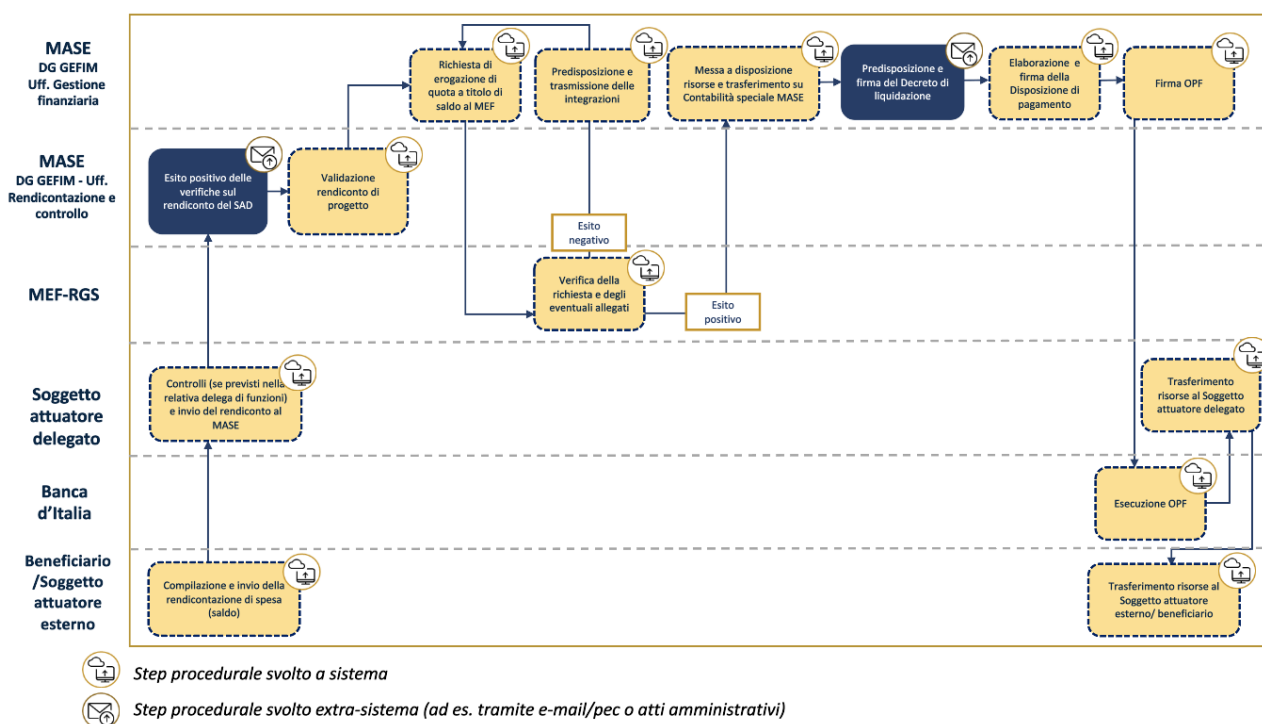 MASE
DG GEFIM
Uff. Gestione
finanziaria
Richiesta di
erogazione di
quota a titolo di
saldo al MEF
Predisposizione e
trasmissione delle
integrazioni
Messa a disposizione
risorse e trasferimento su
Contabilità speciale MASE
Predisposizione e
firma del Decreto di
liquidazione
Elaborazione e
firma della
Disposizione di
pagamento
Firma OPF
MASE
DG GEFIM - Uff.
Rendicontazione e
controllo
Esito positivo delle
verifiche sul
rendiconto del SAD
Validazione
rendiconto di
progetto
Esito
negativo
MEF-RGS
Verifica della
richiesta e degli
eventuali allegati
Esito
positivo
Soggetto
attuatore
delegato
Controlli (se previsti nella
relativa delega di funzioni)
e invio del rendiconto al
MASE
Trasferimento
risorse al Soggetto
attuatore delegato
Banca
d’Italia
Esecuzione OPF
Beneficiario
/Soggetto
attuatore
esterno
Compilazione e invio della
rendicontazione di spesa
(saldo)
Trasferimento risorse al
Soggetto attuatore
esterno/ beneficiario
Step procedurale svolto a sistema
Step procedurale svolto extra-sistema (ad es. tramite e-mail/pec o atti amministrativi)